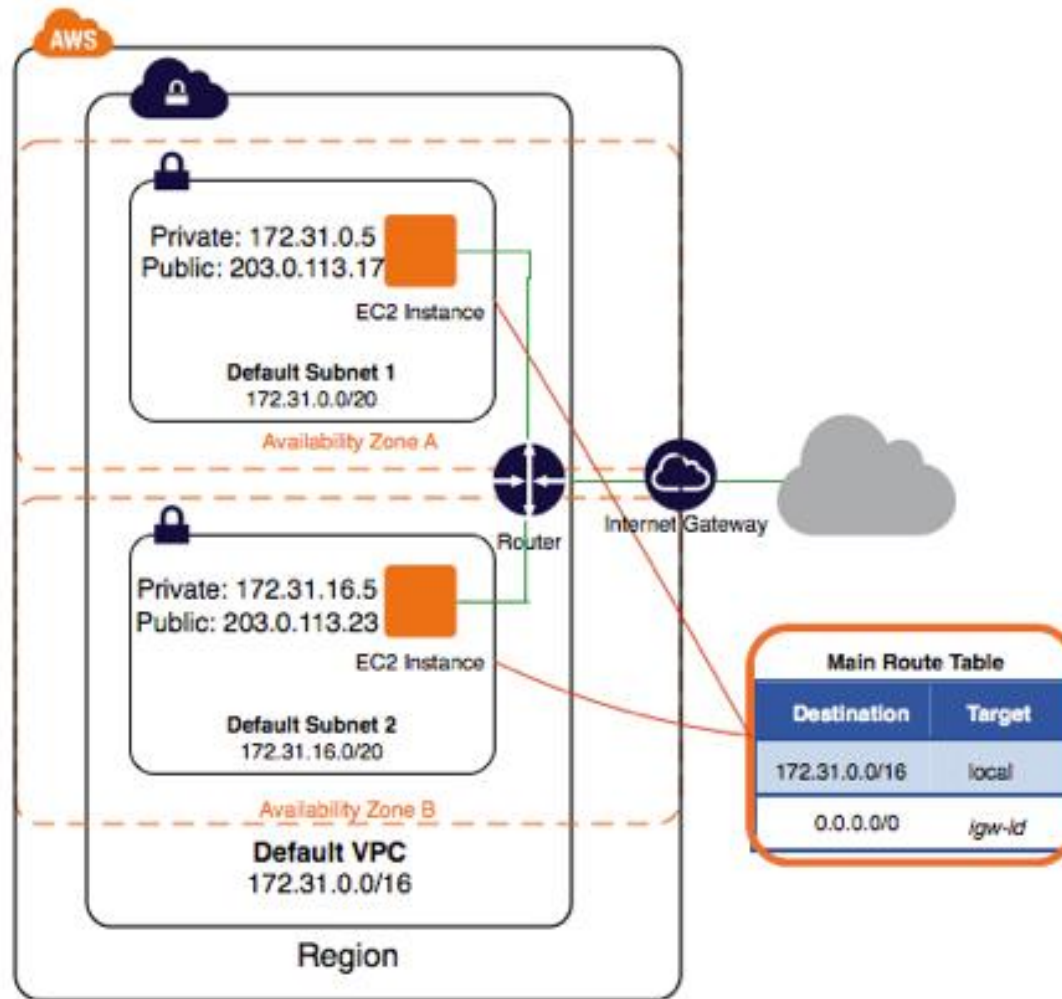 AWS
Private: 172.31.0.5
Public: 203.0.113.17
EC2 Instance
Default Subnet 1
172.31.0.0/20
Availability Zone A
Router
Internet Gateway
Private: 172.31.16.5
Public: 203.0.113.23
EC2 Instance
Default Subnet 2
172.31.16.0/20
Availability Zone B
Default VPC
172.31.0.0/16
Region
Main Route Table
Destination Target
172.31.0.0/16 local
0.0.0.0/0 igw-id